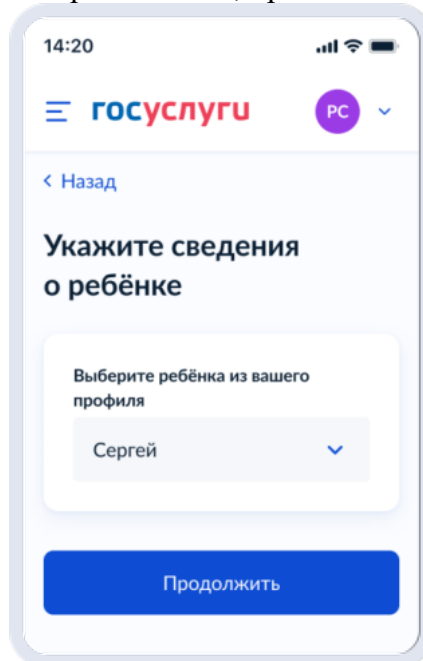 14:20
госуслуги
РС
Назад
Укажите сведения
о ребёнке
Выберите ребёнка из вашего
профиля
Сергей
Продолжить